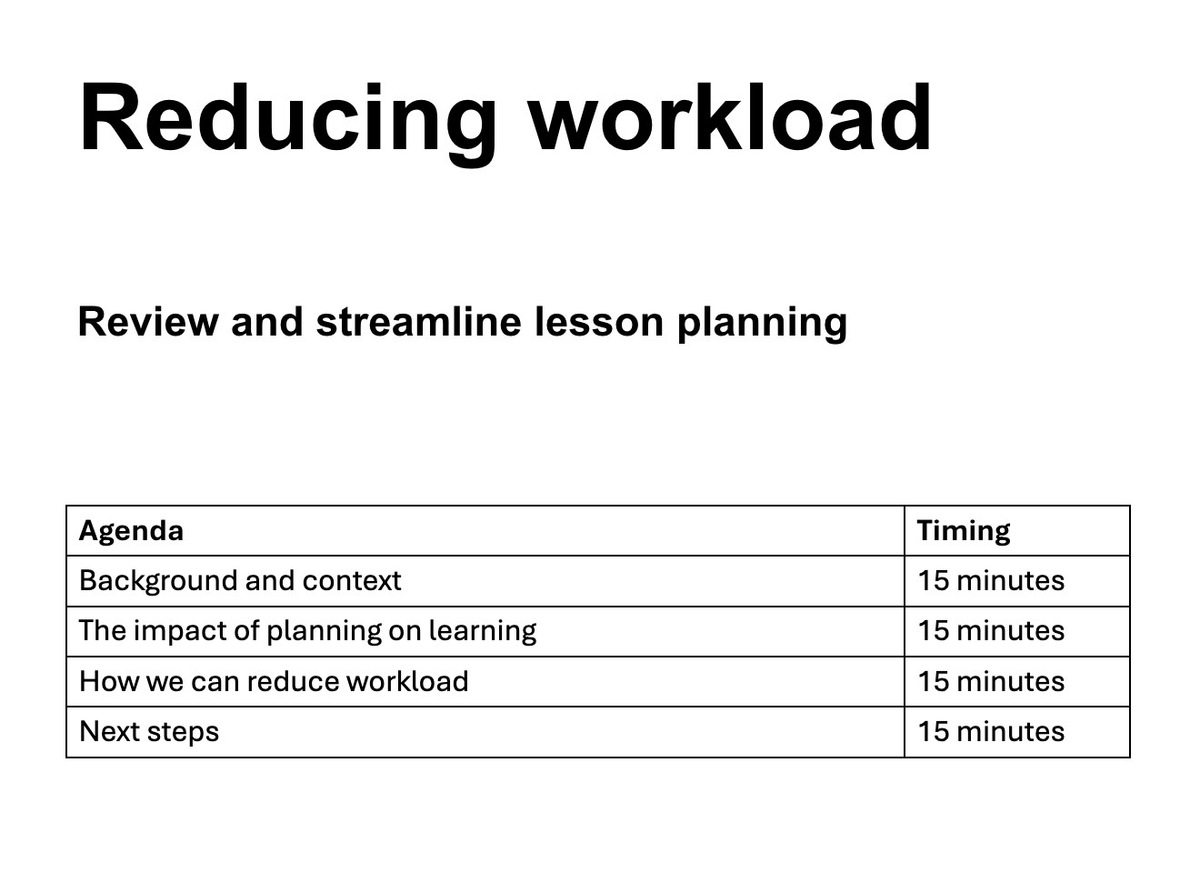 Reducing workload
Review and streamline lesson planning
Agenda Timing
Background and context 15 minutes
The impact of planning on learning 15 minutes
How we can reduce workload 15 minutes
Next steps 15 minutes